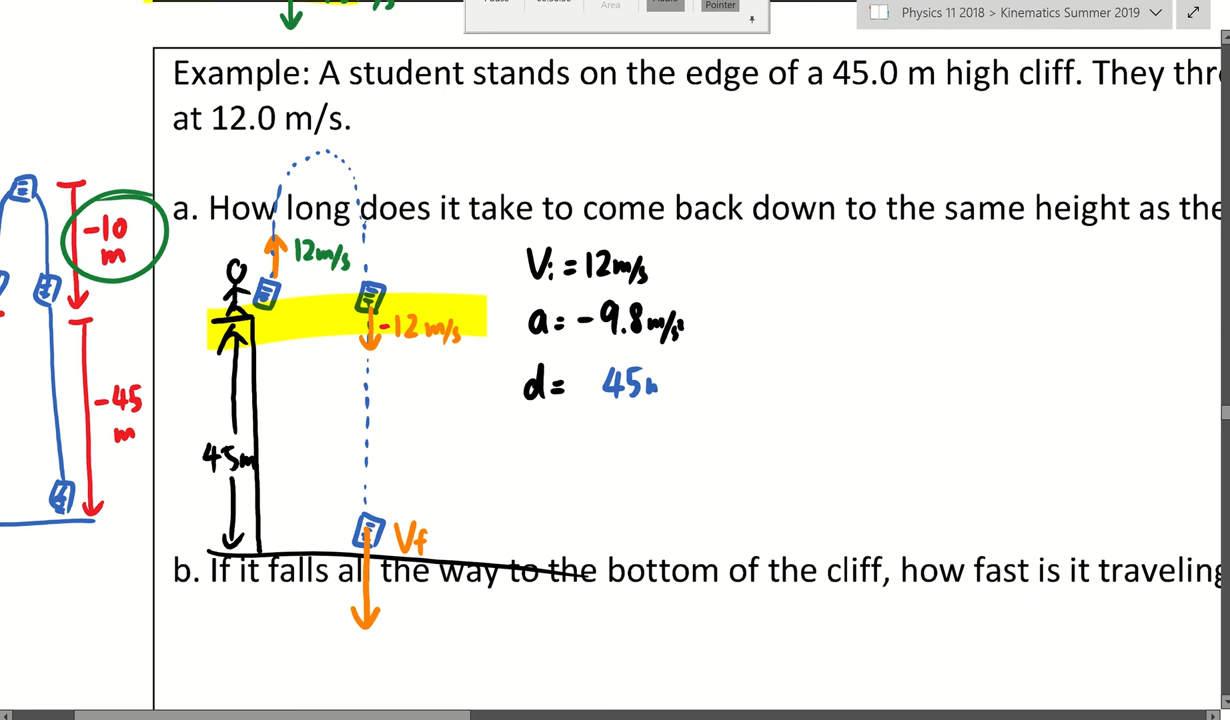 Physics 11 2018 > Kinematics Summer 2019
Area
Pointer
Example: A student stands on the edge of a 45.0 m high cliff. They thr
at 12.0 m/s.
a. How long does it take to come back down to the same height as the
-10
m
12m/s
Vi = 12m/s
-12 m/s
a = -9.8m/s²
d = 45m
-45
m
45m
Vf
b. If it falls all the way to the bottom of the cliff, how fast is it traveling